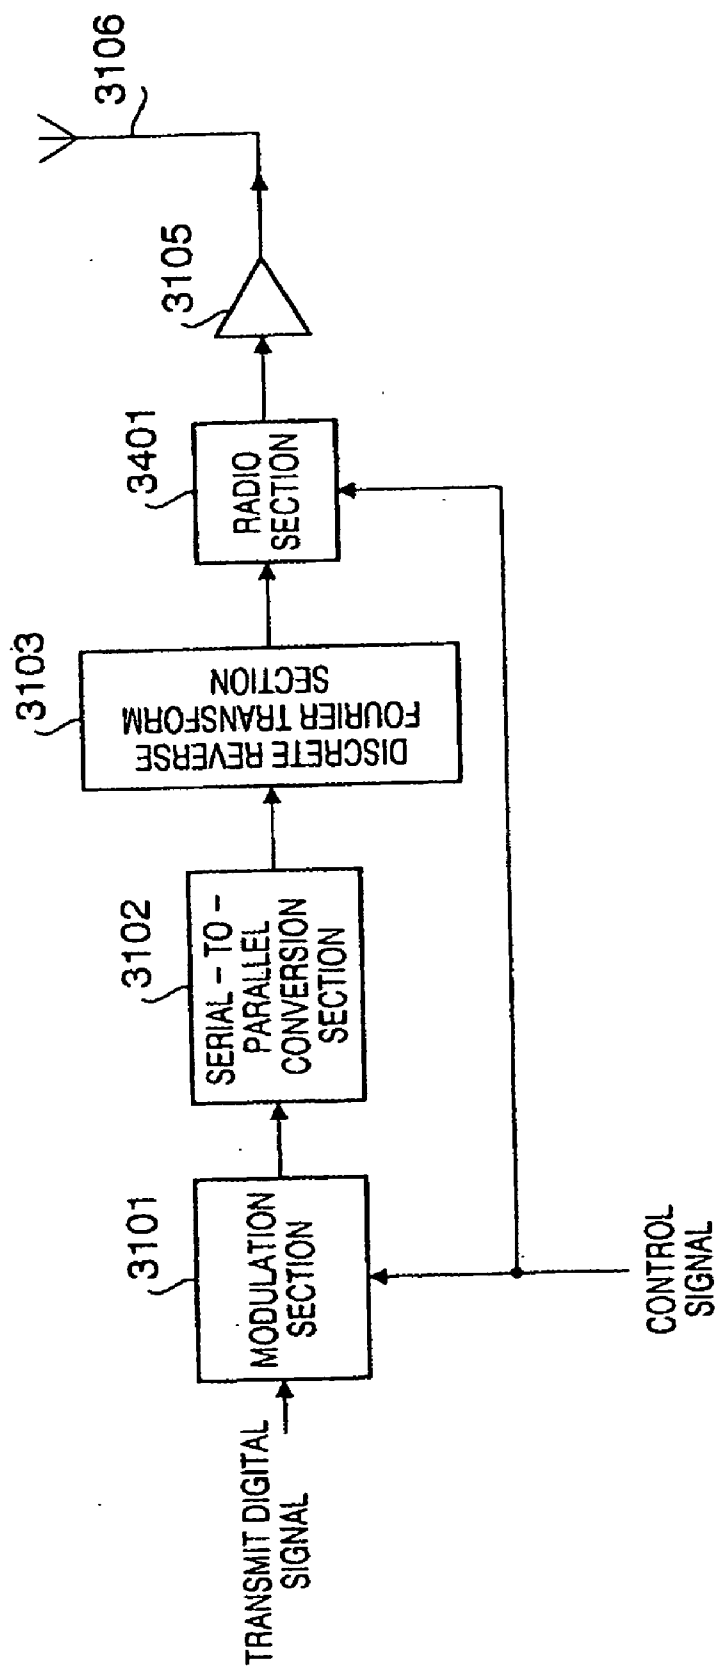 TRANSMIT DIGITAL
SIGNAL
3101
MODULATION
SECTION
3102
SERIAL - TO -
PARALLEL
CONVERSION
SECTION
3103
DISCRETE REVERSE
FOURIER TRANSFORM
SECTION
3401
RADIO
SECTION
3105
3106
CONTROL
SIGNAL